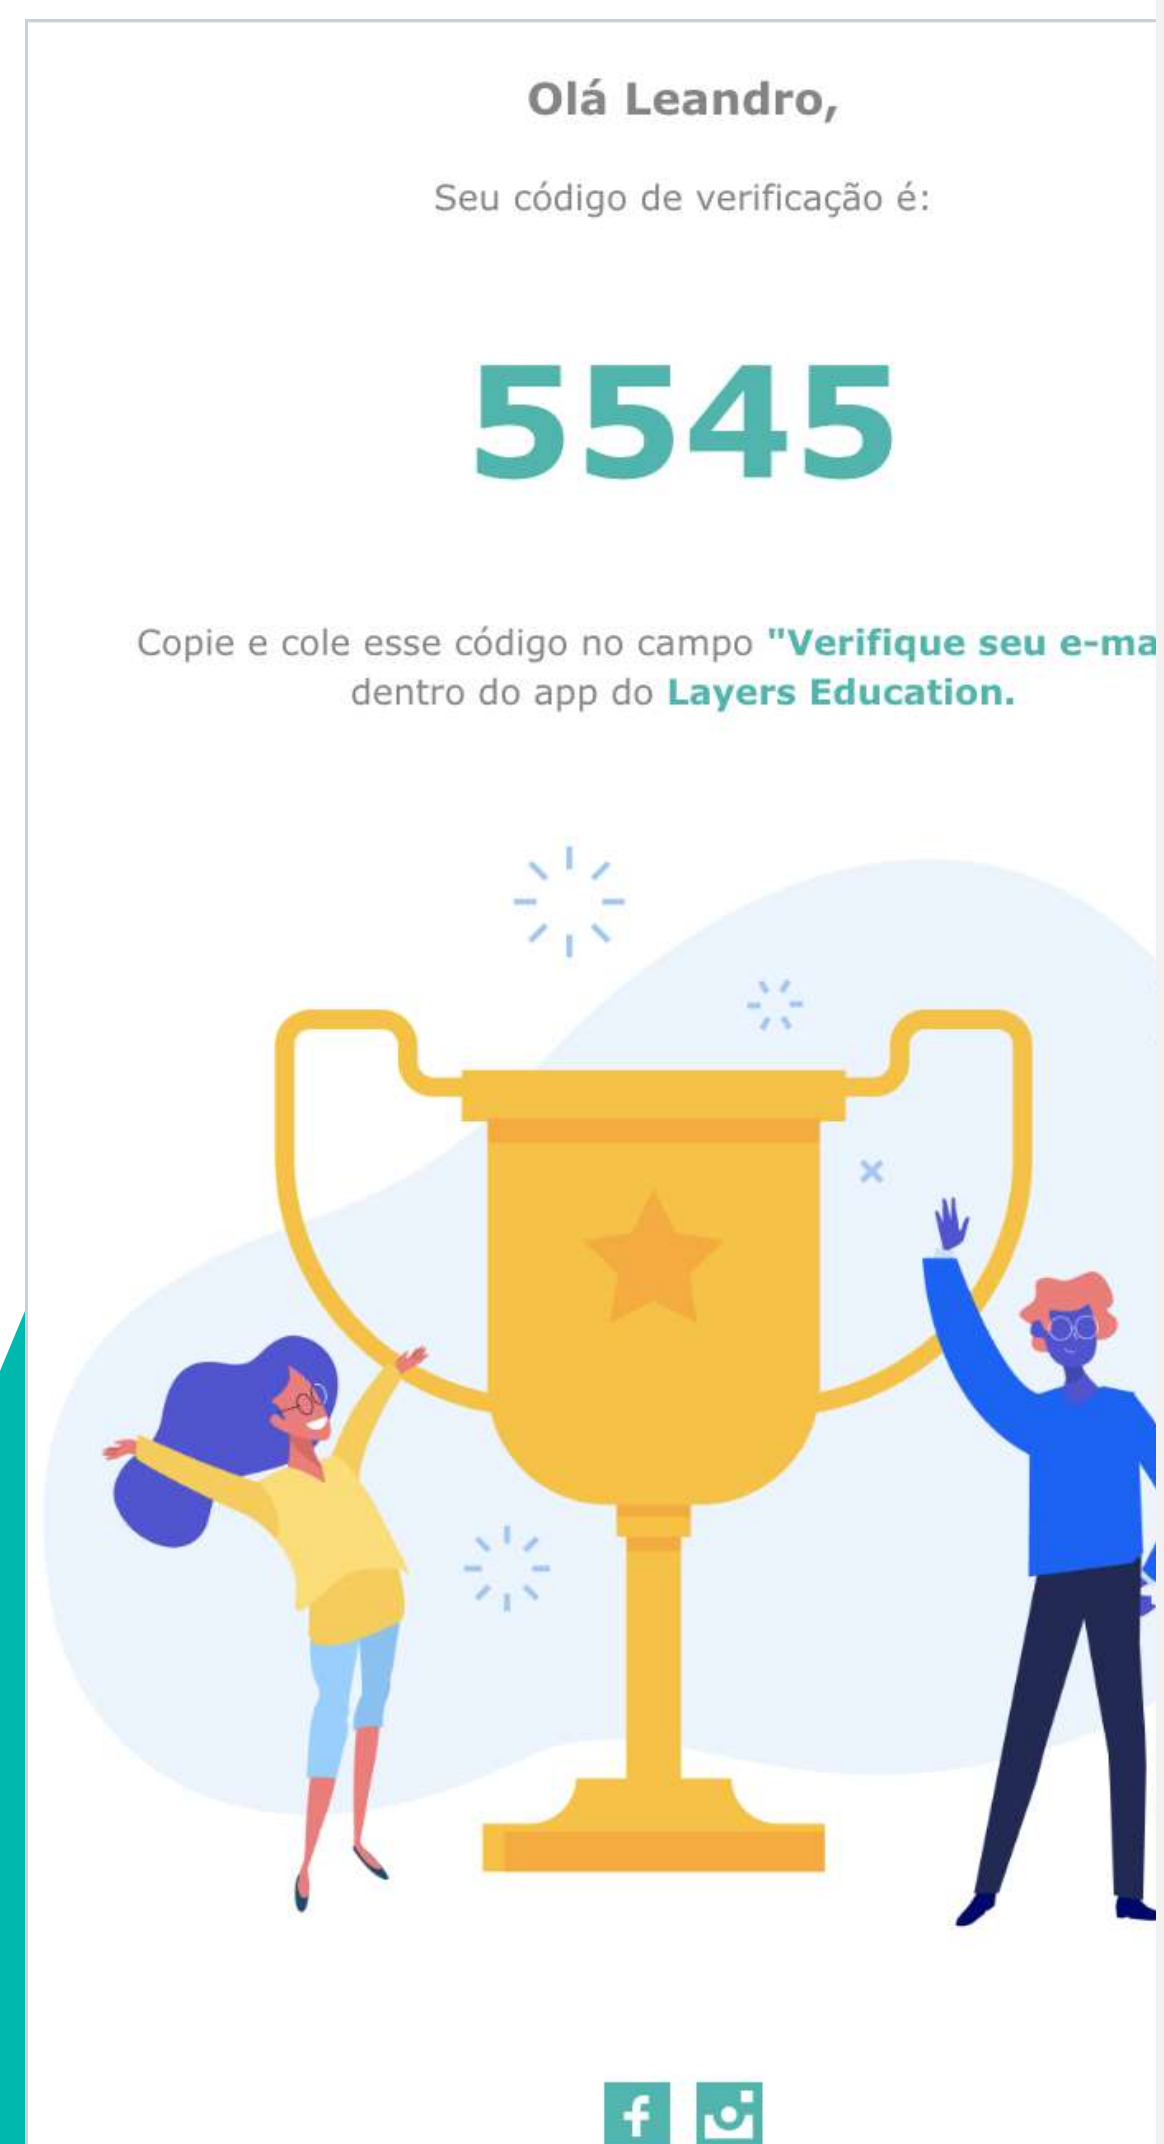 Olá Leandro,
Seu código de verificação é:
5545
Copie e cole esse código no campo "Verifique seu e-ma
dentro do app do Layers Education.